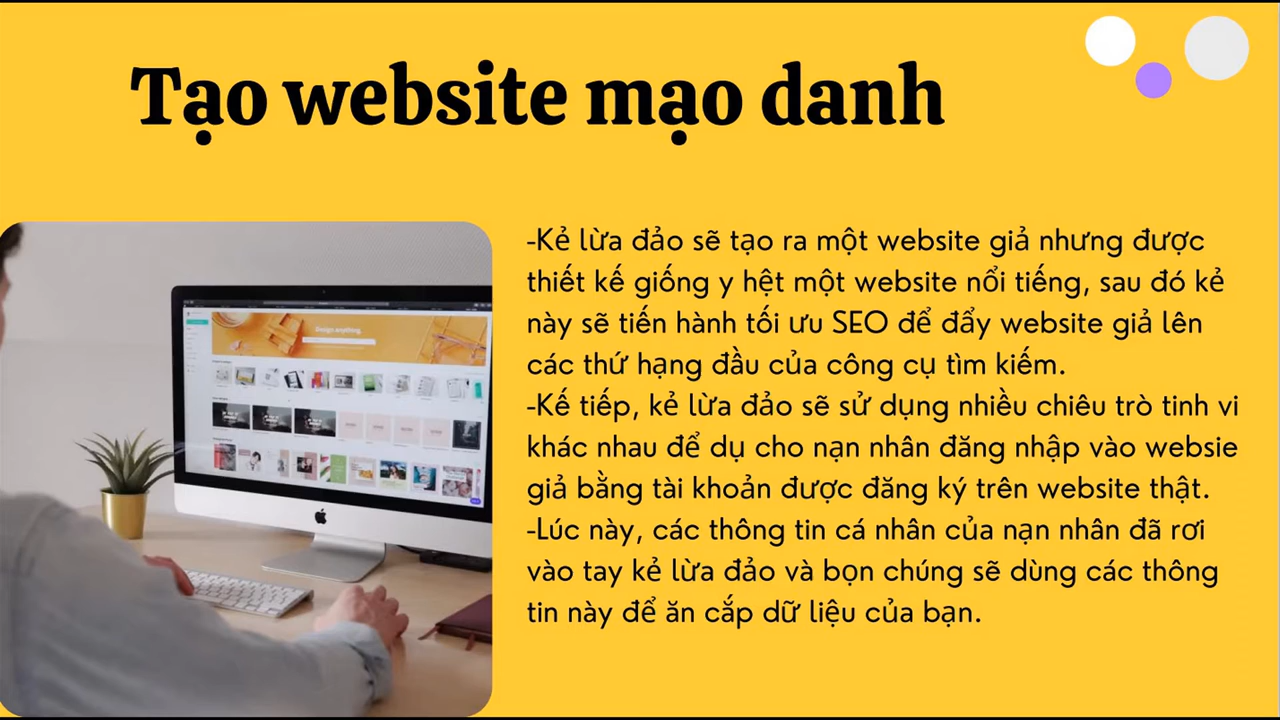 Tạo website mạo danh
-Kẻ lừa đảo sẽ tạo ra một website giả nhưng được
thiết kế giống y hệt một website nổi tiếng, sau đó kẻ
này sẽ tiến hành tối ưu SEO để đẩy website giả lên
các thứ hạng đầu của công cụ tìm kiếm.
-Kế tiếp, kẻ lừa đảo sẽ sử dụng nhiều chiêu trò tinh vi
khác nhau để dụ cho nạn nhân đăng nhập vào websie
giả bằng tài khoản được đăng ký trên website thật.
-Lúc này, các thông tin cá nhân của nạn nhân đã rơi
vào tay kẻ lừa đảo và bọn chúng sẽ dùng các thông
tin này để ăn cắp dữ liệu của bạn.
Design anything.